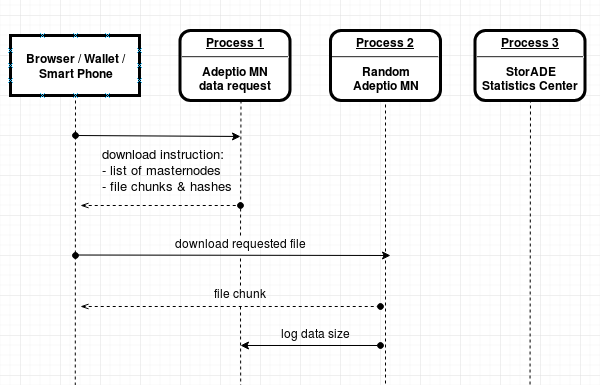 Browser / Wallet /
Smart Phone
Process 1
Adeptio MN
data request
Process 2
Random
Adeptio MN
Process 3
StorADE
Statistics Center
download instruction:
- list of masternodes
- file chunks & hashes
download requested file
file chunk
log data size